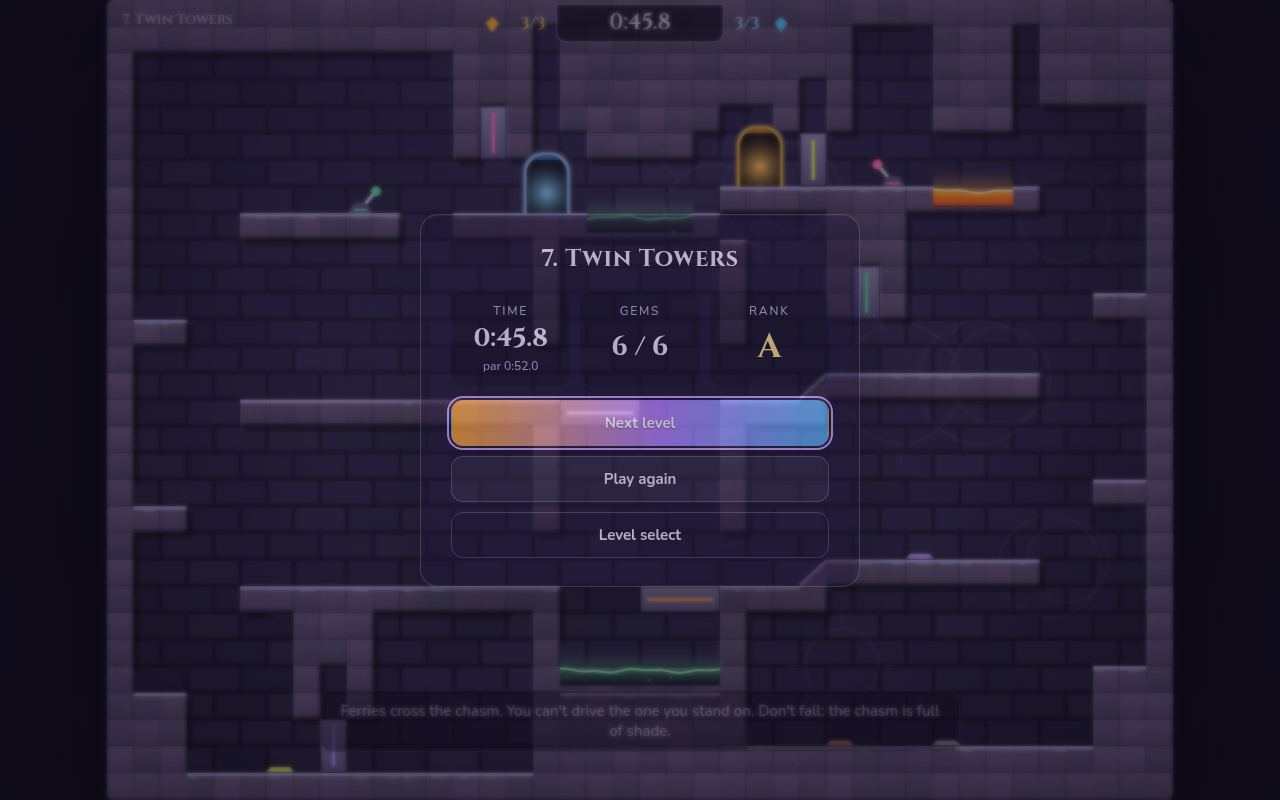 7. Twin Towers
3/3
0:45.8
3/3
7. Twin Towers
TIME
0:45.8
par 0:52.0
GEMS
6 / 6
RANK
A
Next level
Play again
Level select
Ferries cross the chasm. You can't drive the one you stand on. Don't fall: the chasm is full
of shade.